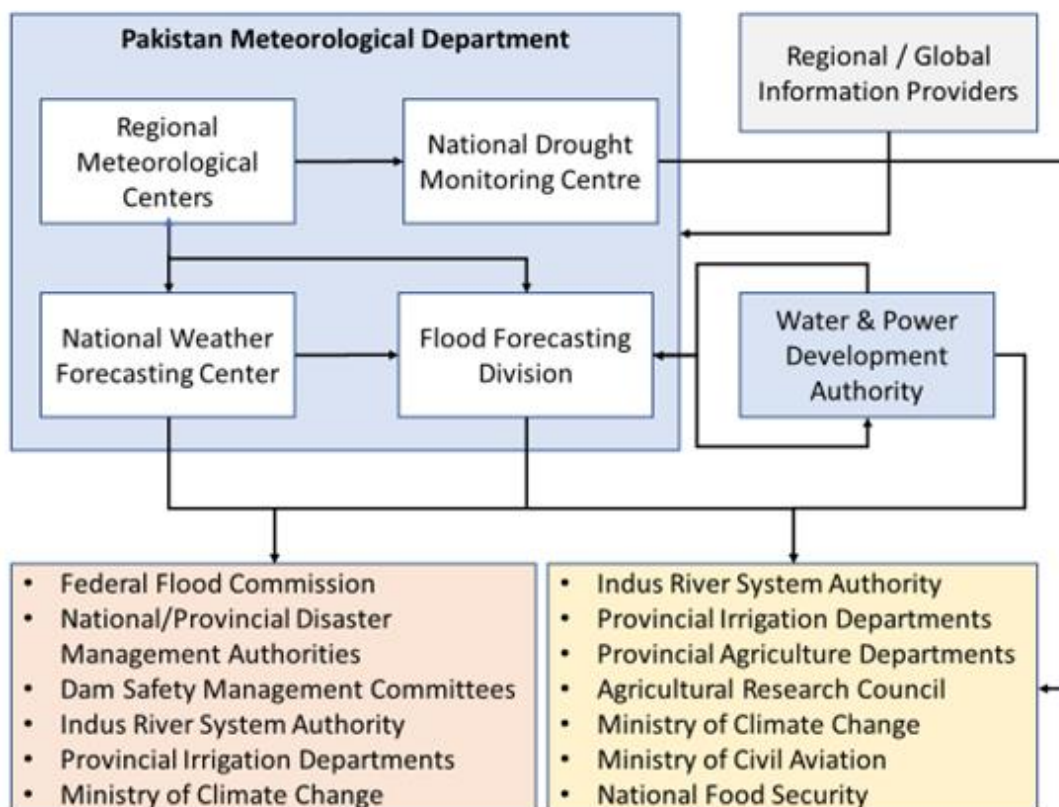 Pakistan Meteorological Department
Regional / Global
Information Providers
Regional
Meteorological
Centers
National Drought
Monitoring Centre
National Weather
Forecasting Center
Flood Forecasting
Division
Water & Power
Development
Authority
• Federal Flood Commission
• National/Provincial Disaster
Management Authorities
• Dam Safety Management Committees
• Indus River System Authority
• Provincial Irrigation Departments
• Ministry of Climate Change
• Indus River System Authority
• Provincial Irrigation Departments
• Provincial Agriculture Departments
• Agricultural Research Council
• Ministry of Climate Change
• Ministry of Civil Aviation
• National Food Security